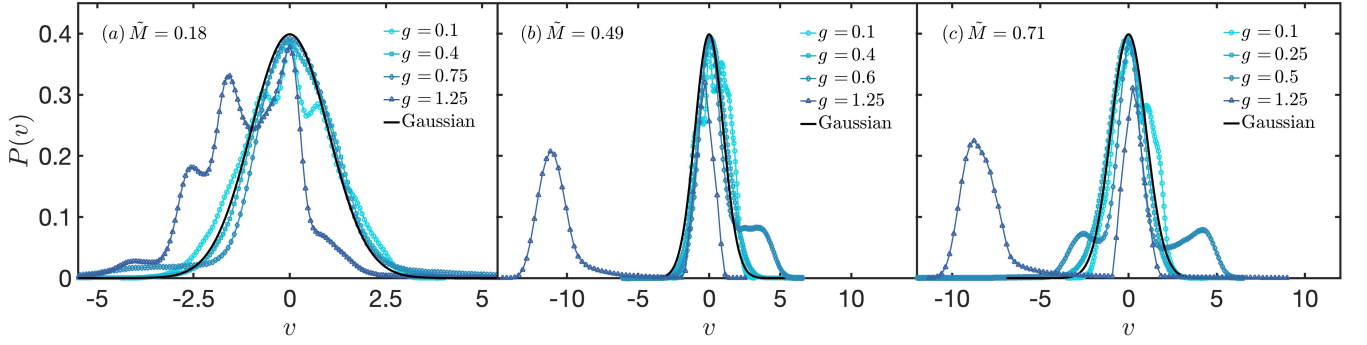 (a) M̃ = 0.18
g = 0.1
g = 0.4
g = 0.75
g = 1.25
Gaussian
0.4
0.3
0.2
0.1
0
P(v)
-5
-2.5
0
2.5
5
v
(b) M̃ = 0.49
g = 0.1
g = 0.4
g = 0.6
g = 1.25
Gaussian
-10
0
10
v
(c) M̃ = 0.71
g = 0.1
g = 0.25
g = 0.5
g = 1.25
Gaussian
-10
-5
0
5
10
v